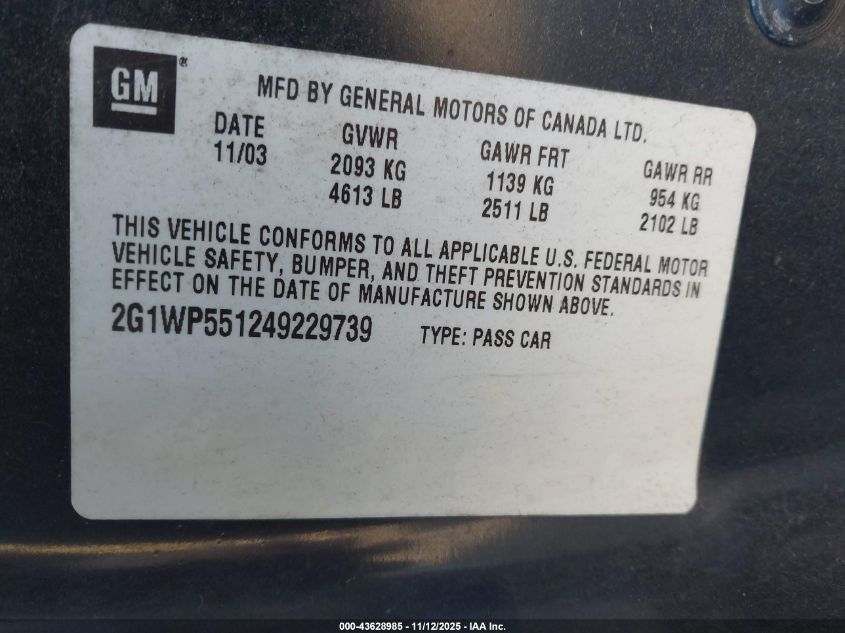 GM®
MFD BY GENERAL MOTORS OF CANADA LTD.
DATE GVWR GAWR FRT GAWR RR
11/03 2093 KG 1139 KG 954 KG
4613 LB 2511 LB 2102 LB
THIS VEHICLE CONFORMS TO ALL APPLICABLE U.S. FEDERAL MOTOR
VEHICLE SAFETY, BUMPER, AND THEFT PREVENTION STANDARDS IN
EFFECT ON THE DATE OF MANUFACTURE SHOWN ABOVE.
2G1WP551249229739 TYPE: PASS CAR
000-43628985 - 11/12/2025 - IAA Inc.